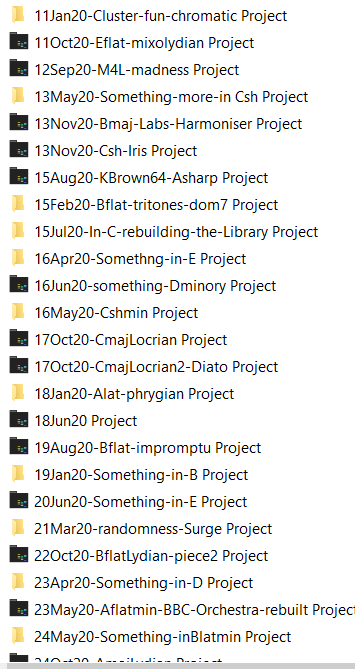 11Jan20-Cluster-fun-chromatic Project
11Oct20-Eflat-mixolydian Project
12Sep20-M4L-madness Project
13May20-Something-more-in Csh Project
13Nov20-Bmaj-Labs-Harmoniser Project
13Nov20-Csh-Iris Project
15Aug20-KBrown64-Asharp Project
15Feb20-Bflat-tritones-dom7 Project
15Jul20-In-C-rebuilding-the-Library Project
16Apr20-Somethng-in-E Project
16Jun20-something-Dminory Project
16May20-Cshmin Project
17Oct20-CmajLocrian Project
17Oct20-CmajLocrian2-Diato Project
18Jan20-Alat-phrygian Project
18Jun20 Project
19Aug20-Bflat-impromptu Project
19Jan20-Something-in-B Project
20Jun20-Something-in-E Project
21Mar20-randomness-Surge Project
22Oct20-BflatLydian-piece2 Project
23Apr20-Something-in-D Project
23May20-Aflatmin-BBC-Orchestra-rebuilt Project
24May20-Something-inBlatmin Project